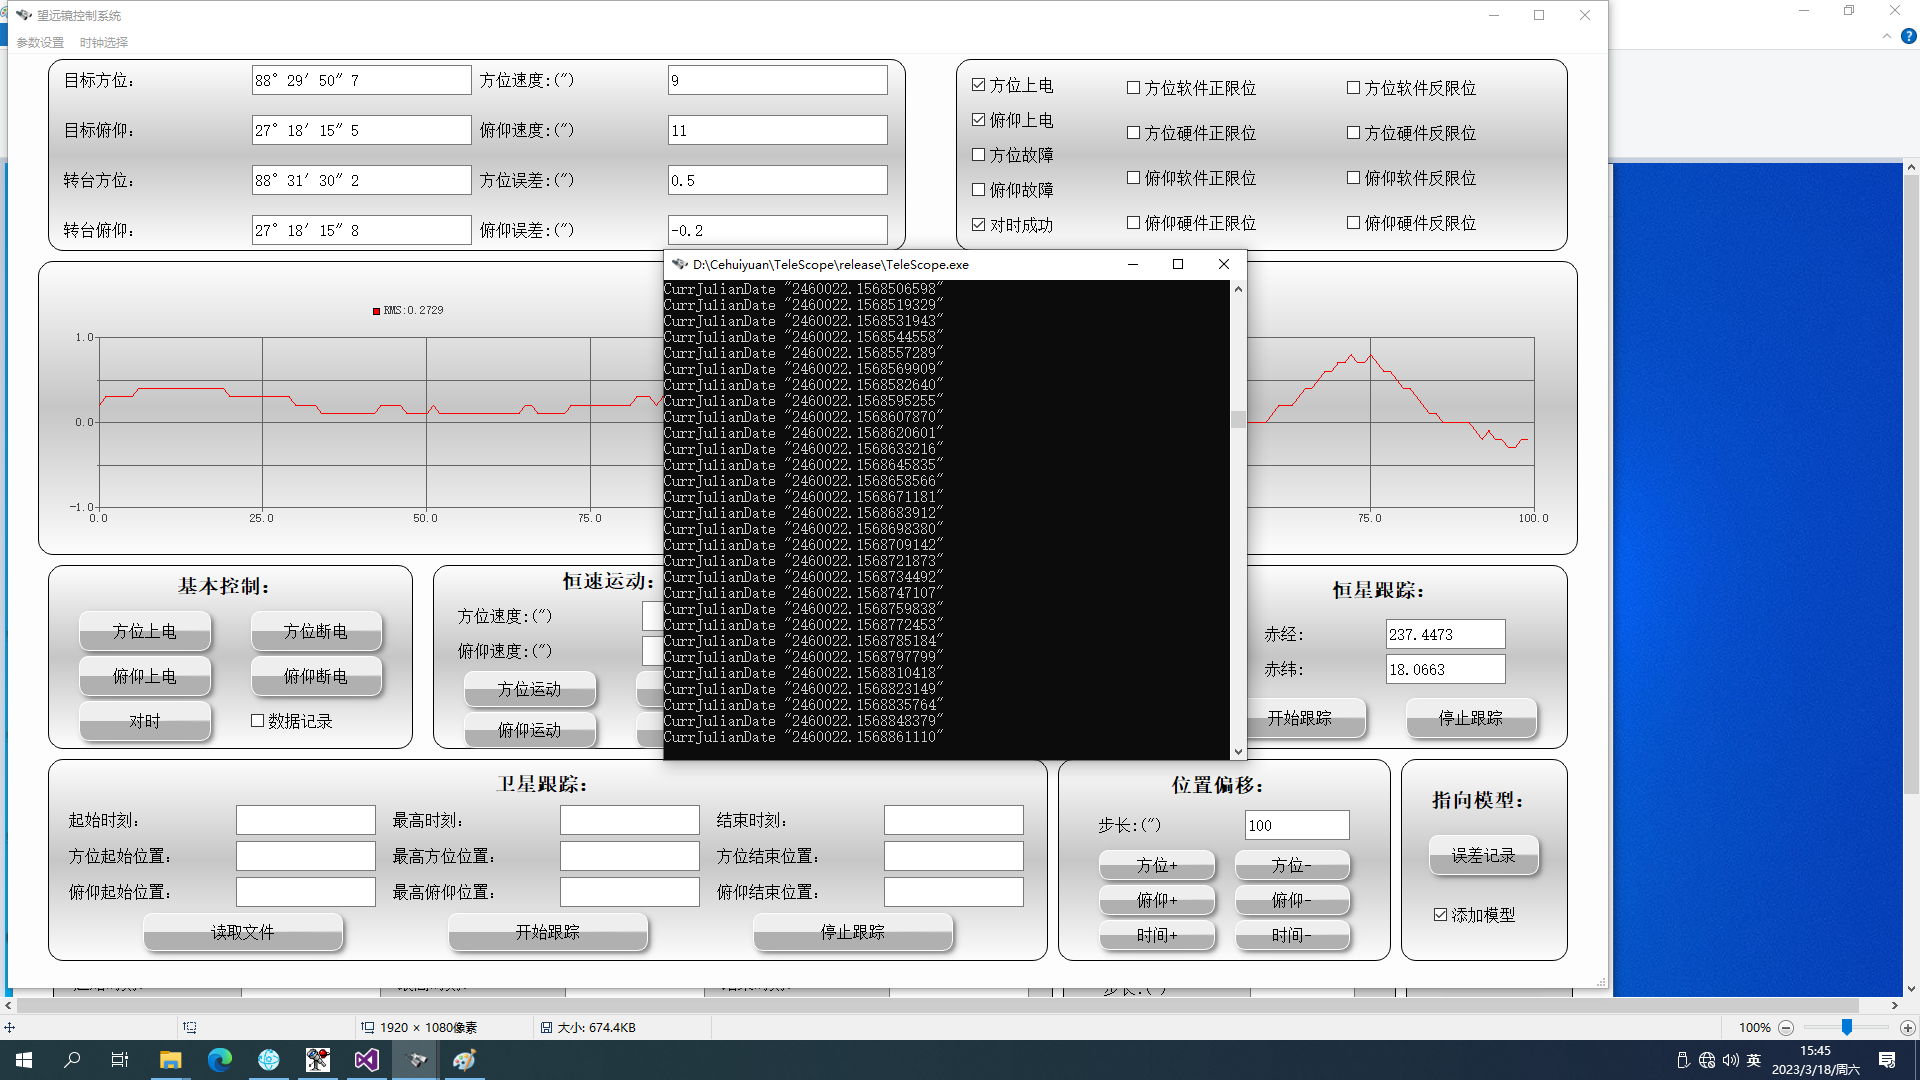 望远镜控制系统
参数设置 时钟选择
目标方位： 88° 29′ 50″ 7 方位速度:(″) 9
目标俯仰： 27° 18′ 15″ 5 俯仰速度:(″) 11
转台方位： 88° 31′ 30″ 2 方位误差:(″) 0.5
转台俯仰： 27° 18′ 15″ 8 俯仰误差:(″) -0.2
方位上电 方位软件正限位 方位软件反限位
俯仰上电 方位硬件正限位 方位硬件反限位
方位故障
俯仰故障 俯仰软件正限位 俯仰软件反限位
对时成功 俯仰硬件正限位 俯仰硬件反限位
RMS:0.2729
1.0
0.0
-1.0
0.0 25.0 50.0 75.0
75.0 100.0
D:\Cehuiyuan\TeleScope\release\TeleScope.exe
CurrJulianDate "2460022.1568506598"
CurrJulianDate "2460022.1568519329"
CurrJulianDate "2460022.1568531943"
CurrJulianDate "2460022.1568544558"
CurrJulianDate "2460022.1568557289"
CurrJulianDate "2460022.1568569909"
CurrJulianDate "2460022.1568582640"
CurrJulianDate "2460022.1568595255"
CurrJulianDate "2460022.1568607870"
CurrJulianDate "2460022.1568620601"
CurrJulianDate "2460022.1568633216"
CurrJulianDate "2460022.1568645835"
CurrJulianDate "2460022.1568658566"
CurrJulianDate "2460022.1568671181"
CurrJulianDate "2460022.1568683912"
CurrJulianDate "2460022.1568698380"
CurrJulianDate "2460022.1568709142"
CurrJulianDate "2460022.1568721873"
CurrJulianDate "2460022.1568734492"
CurrJulianDate "2460022.1568747107"
CurrJulianDate "2460022.1568759838"
CurrJulianDate "2460022.1568772453"
CurrJulianDate "2460022.1568785184"
CurrJulianDate "2460022.1568797799"
CurrJulianDate "2460022.1568810418"
CurrJulianDate "2460022.1568823149"
CurrJulianDate "2460022.1568835764"
CurrJulianDate "2460022.1568848379"
CurrJulianDate "2460022.1568861110"
基本控制：
方位上电 方位断电
俯仰上电 俯仰断电
对时 数据记录
恒速运动：
方位速度:(″)
俯仰速度:(″)
方位运动
俯仰运动
恒星跟踪：
赤经: 237.4473
赤纬: 18.0663
开始跟踪 停止跟踪
卫星跟踪：
起始时刻： 最高时刻： 结束时刻：
方位起始位置： 最高方位位置： 方位结束位置：
俯仰起始位置： 最高俯仰位置： 俯仰结束位置：
读取文件 开始跟踪 停止跟踪
位置偏移：
步长:(″) 100
方位+ 方位-
俯仰+ 俯仰-
时间+ 时间-
指向模型：
误差记录
添加模型
1920 × 1080像素 大小: 674.4KB 100%
英 15:45
2023/3/18/周六